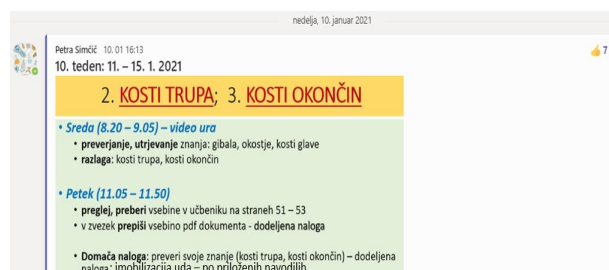 nedelja, 10. januar 2021
Petra Simčič 10. 01 16:13
7
10. teden: 11. – 15. 1. 2021
2. KOSTI TRUPA; 3. KOSTI OKONČIN
• Sreda (8.20 – 9.05) – video ura
• preverjanje, utrjevanje znanja: gibala, okostje, kosti glave
• razlaga: kosti trupa, kosti okončin
• Petek (11.05 – 11.50)
• preglej, preberi vsebine v učbeniku na straneh 51 – 53
• v zvezek prepiši vsebino pdf dokumenta - dodeljena naloga
• Domača naloga: preveri svoje znanje (kosti trupa, kosti okončin) – dodeljena
naloga; imobilizacija uda – po priloženih navodilih